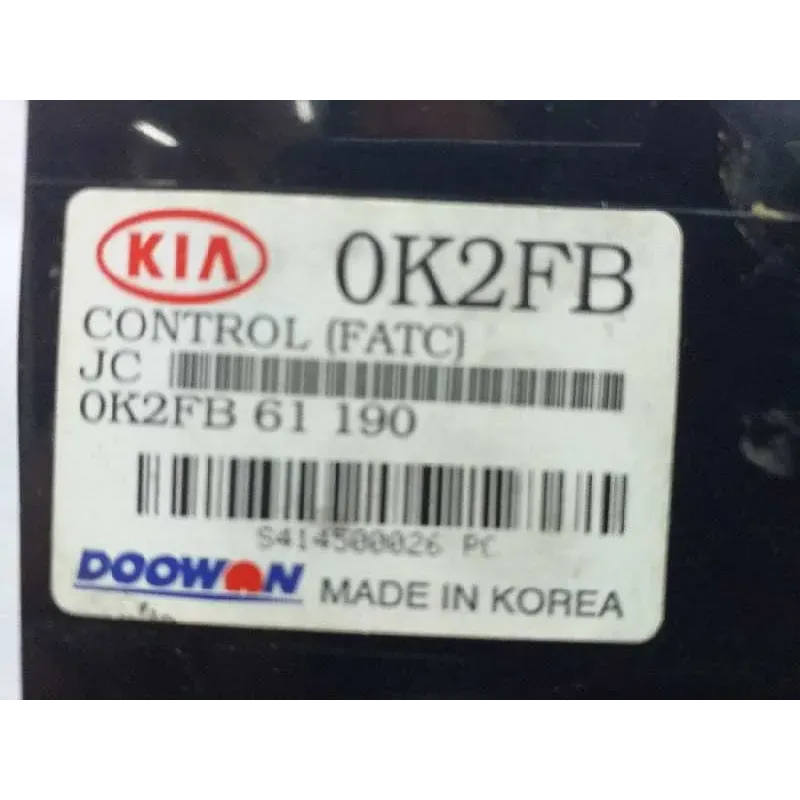 KIA 0K2FB
CONTROL (FATC)
JC
0K2FB 61 190
S414500026 PC
DOOWON MADE IN KOREA